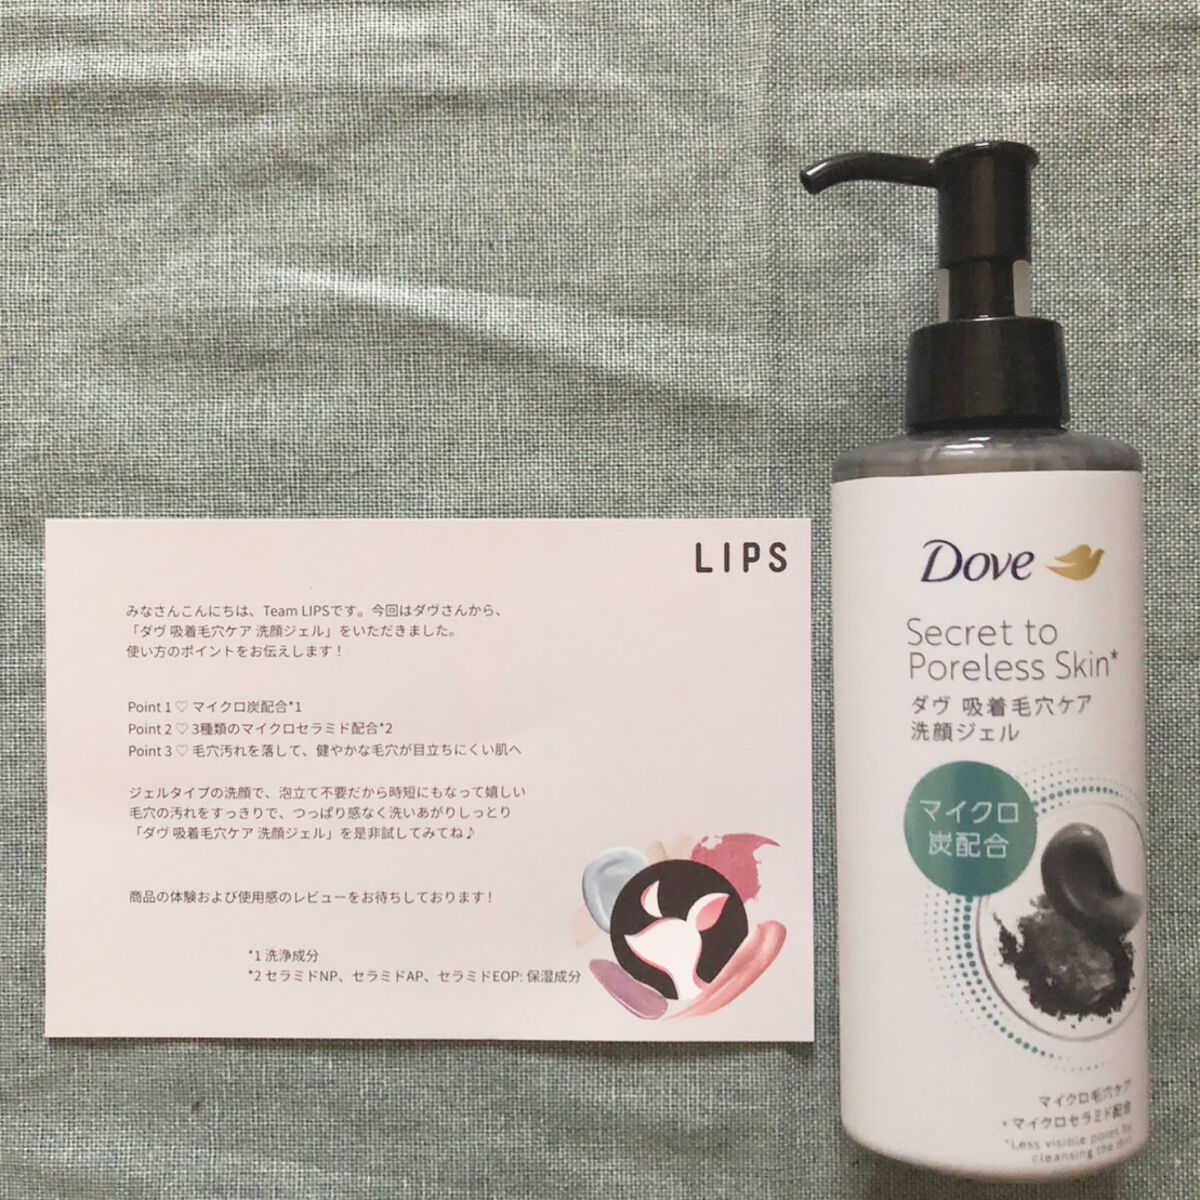 LIPS
みなさんこんにちは、Team LIPSです。今回はダヴさんから、
「ダヴ 吸着毛穴ケア 洗顔ジェル」をいただきました。
使い方のポイントをお伝えします！
Point 1 ♡ マイクロ炭配合*1
Point 2 ♡ 3種類のマイクロセラミド配合*2
Point 3 ♡ 毛穴汚れを落して、健やかな毛穴が目立ちにくい肌へ
ジェルタイプの洗顔で、泡立て不要だから時短にもなって嬉しい
毛穴の汚れをすっきりで、つっぱり感なく洗いあがりしっとり
「ダヴ 吸着毛穴ケア 洗顔ジェル」を是非試してみてね♪
商品の体験および使用感のレビューをお待ちしております！
*1 洗浄成分
*2 セラミドNP、セラミドAP、セラミドEOP: 保湿成分
Dove
Secret to
Poreless Skin*
ダヴ 吸着毛穴ケア
洗顔ジェル
マイクロ
炭配合
マイクロ毛穴ケア
+マイクロセラミド配合
*Less visible pores by
cleansing the dirt